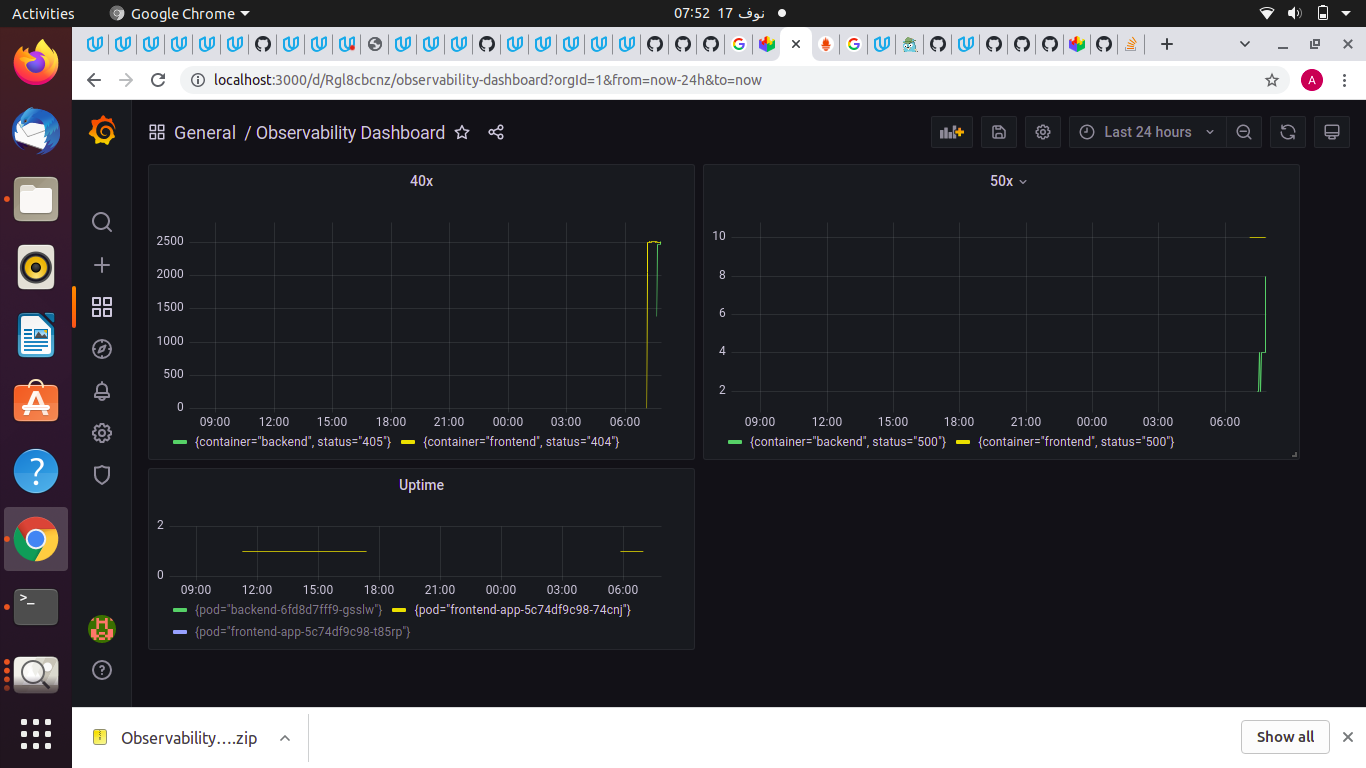 Activities Google Chrome 07:52 17 نوف
localhost:3000/d/Rgl8cbcnz/observability-dashboard?orgId=1&from=now-24h&to=now A
General / Observability Dashboard Last 24 hours
40x
2500
2000
1500
1000
500
0
09:00 12:00 15:00 18:00 21:00 00:00 03:00 06:00
{container="backend", status="405"} {container="frontend", status="404"}
50x
10
8
6
4
2
09:00 12:00 15:00 18:00 21:00 00:00 03:00 06:00
{container="backend", status="500"} {container="frontend", status="500"}
Uptime
2
0
09:00 12:00 15:00 18:00 21:00 00:00 03:00 06:00
{pod="backend-6fd8d7fff9-gsslw"} {pod="frontend-app-5c74df9c98-74cnj"}
{pod="frontend-app-5c74df9c98-t85rp"}
Observability….zip Show all